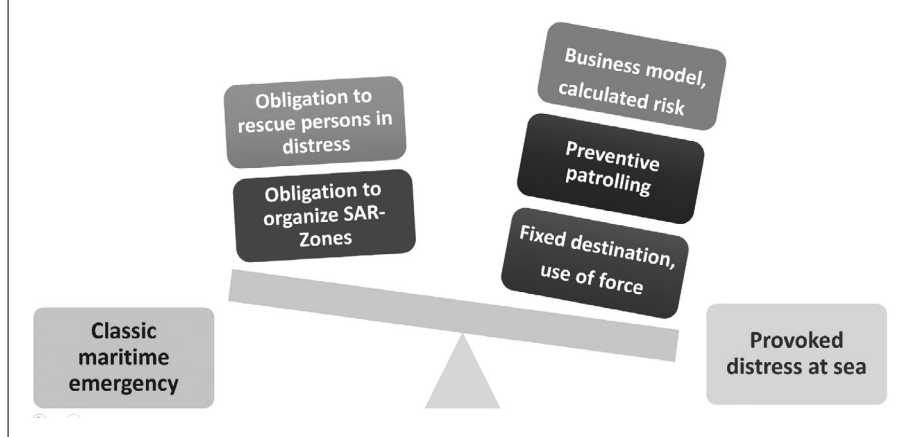 Obligation to
rescue persons in
distress
Obligation to
organize SAR-
Zones
Business model,
calculated risk
Preventive
patrolling
Fixed destination,
use of force
Classic
maritime
emergency
Provoked
distress at sea